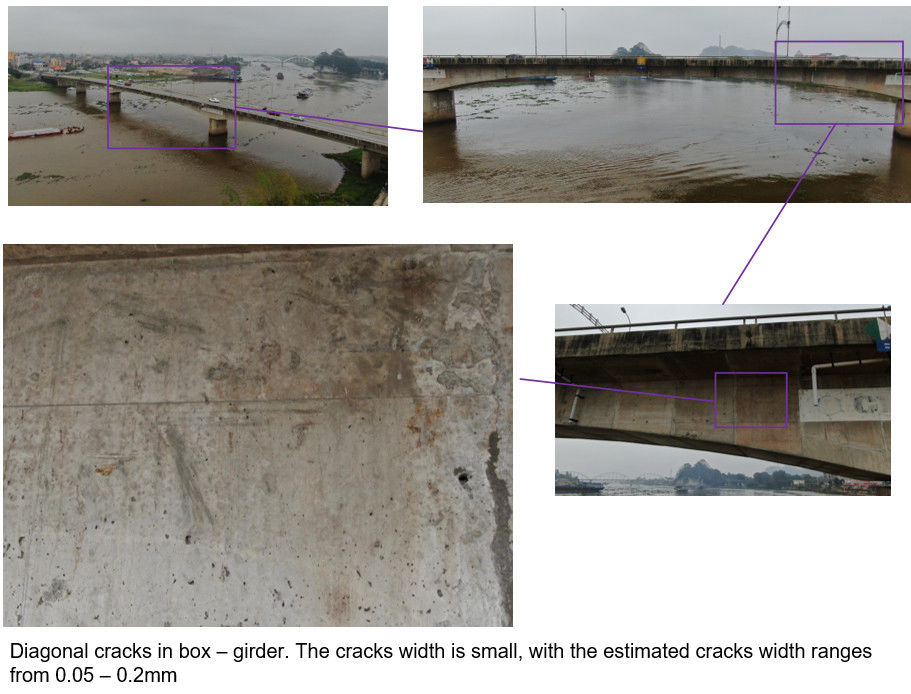 Diagonal cracks in box – girder. The cracks width is small, with the estimated cracks width ranges
from 0.05 – 0.2mm